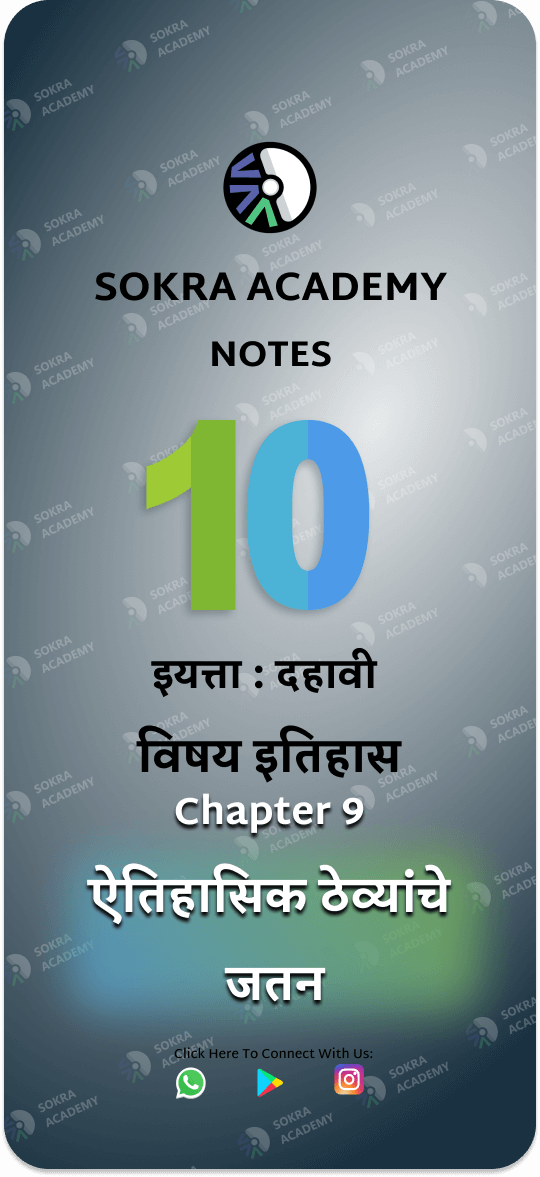 SOKRA ACADEMY
NOTES
10
इयत्ता : दहावी
विषय इतिहास
Chapter 9
ऐतिहासिक ठेव्यांचे
जतन
Click Here To Connect With Us: